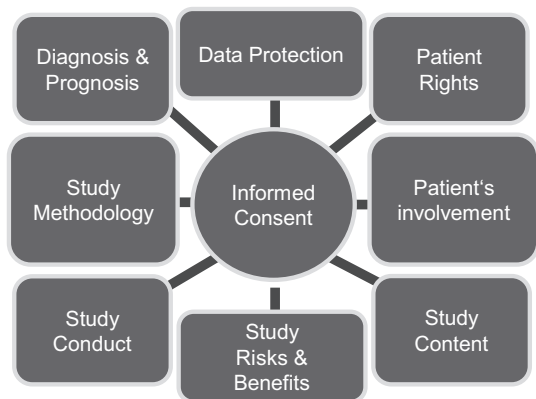 Diagnosis &
Prognosis
Data Protection
Patient
Rights
Study
Methodology
Informed
Consent
Patient‘s
involvement
Study
Conduct
Study
Risks &
Benefits
Study
Content